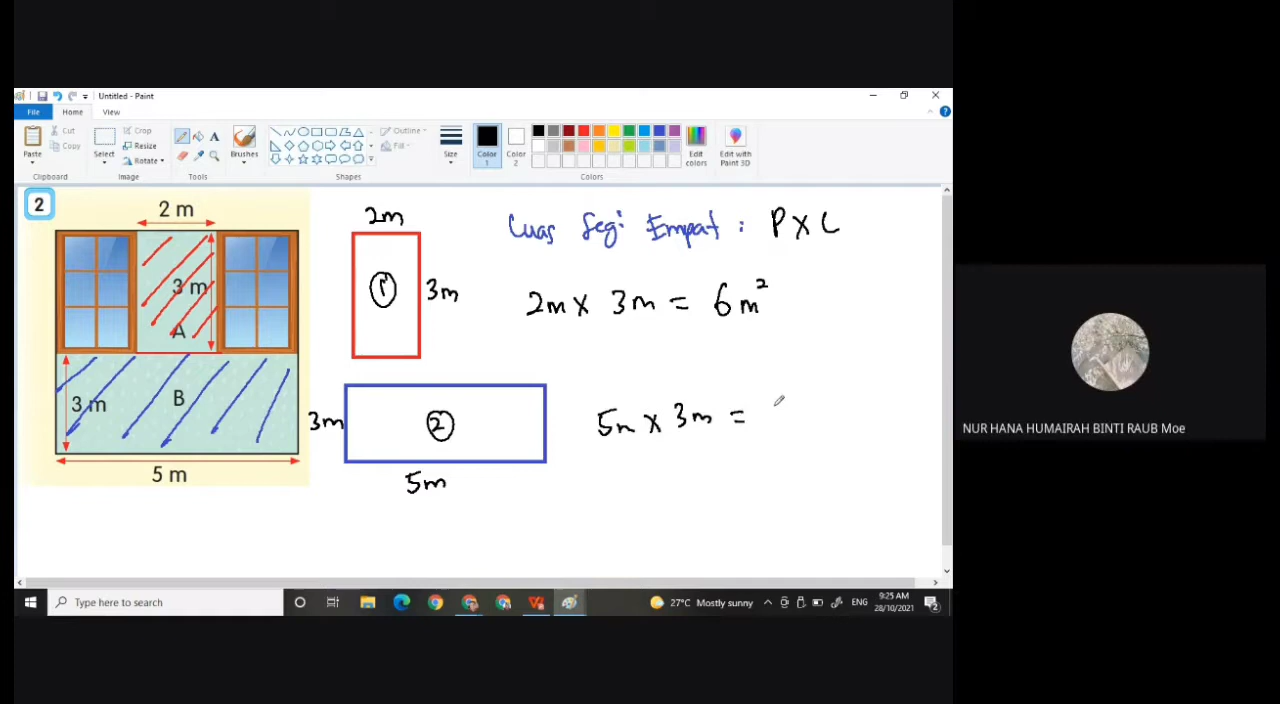 Untitled - Paint
File Home View
Paste
Cut
Copy
Clipboard
Select
Crop
Resize
Rotate
Image
Tools
Brushes
Shapes
Outline
Fill
Size
Color 1
Color 2
Colors
Edit colors
Edit with Paint 3D
2
2 m
3 m
A
3 m
B
5 m
2m
1
3m
3m
2
5m
Luas Segi Empat : P X L
2m x 3m = 6m²
5m x 3m =
NUR HANA HUMAIRAH BINTI RAUB Moe
Type here to search
27°C Mostly sunny
ENG
9:25 AM
28/10/2021
2